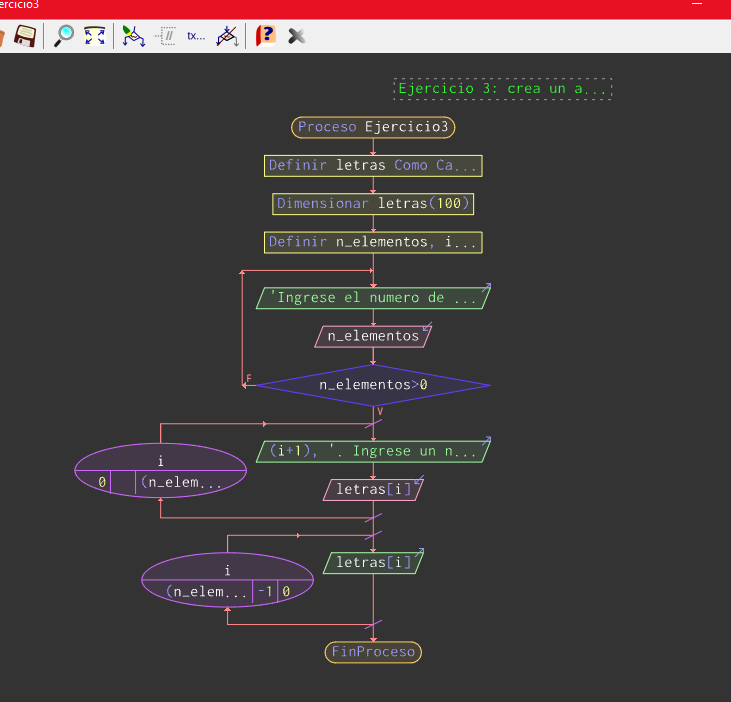 ercicio3
tx...
Ejercicio 3: crea un a...
Proceso Ejercicio3
Definir letras Como Ca...
Dimensionar letras(100)
Definir n_elementos, i...
'Ingrese el numero de ...
n_elementos
n_elementos>0
F
V
(i+1), '. Ingrese un n...
i
0 (n_elem...
letras[i]
letras[i]
i
(n_elem... -1 0
FinProceso